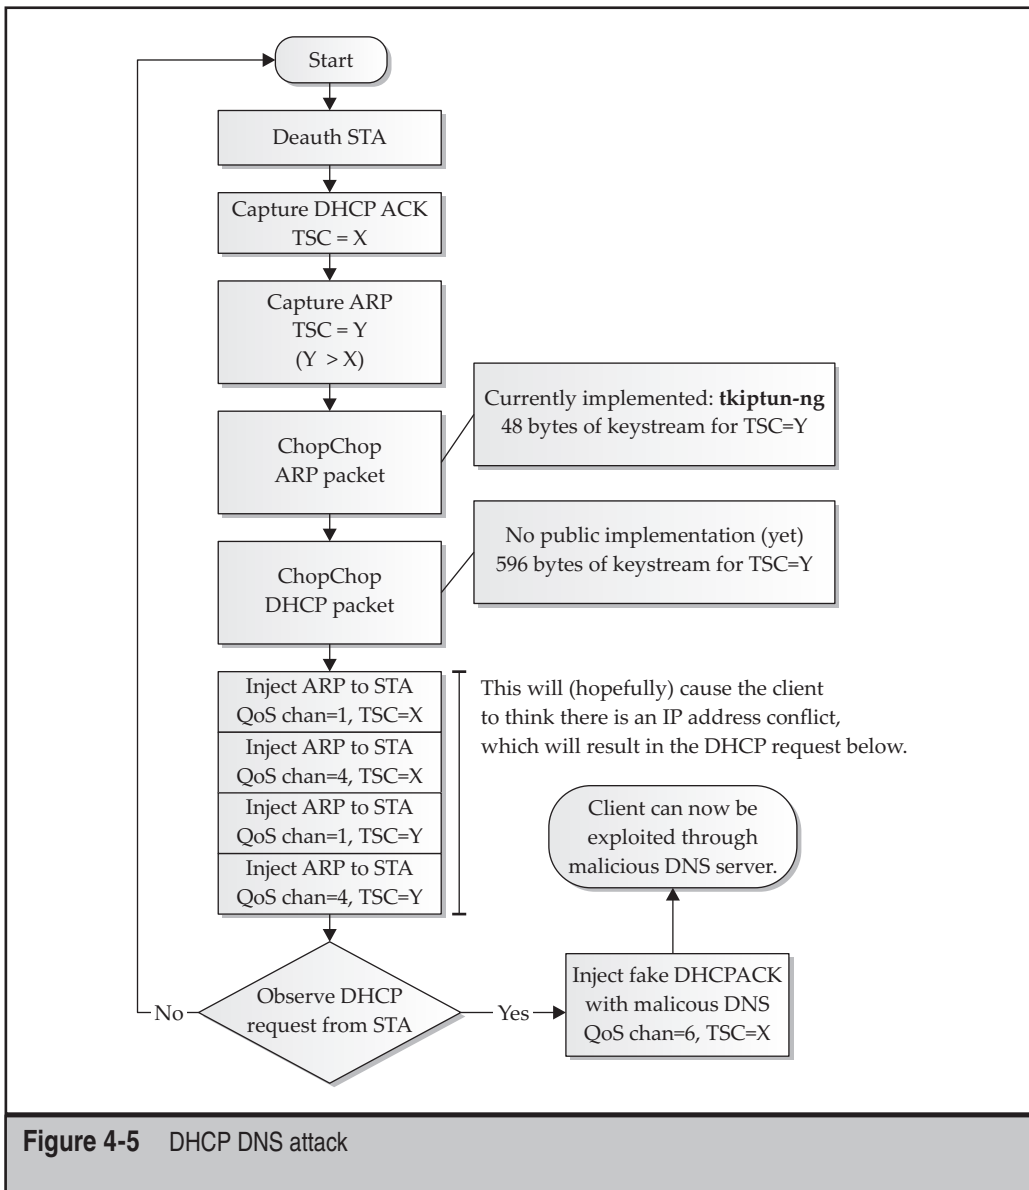 Start
Deauth STA
Capture DHCP ACK
TSC = X
Capture ARP
TSC = Y
(Y > X)
ChopChop
ARP packet
Currently implemented: tkiptun-ng
48 bytes of keystream for TSC=Y
ChopChop
DHCP packet
No public implementation (yet)
596 bytes of keystream for TSC=Y
Inject ARP to STA
QoS chan=1, TSC=X
Inject ARP to STA
QoS chan=4, TSC=X
Inject ARP to STA
QoS chan=1, TSC=Y
Inject ARP to STA
QoS chan=4, TSC=Y
This will (hopefully) cause the client
to think there is an IP address conflict,
which will result in the DHCP request below.
Client can now be
exploited through
malicious DNS server.
Observe DHCP
request from STA
No
Yes
Inject fake DHCPACK
with malicous DNS
QoS chan=6, TSC=X
Figure 4-5 DHCP DNS attack